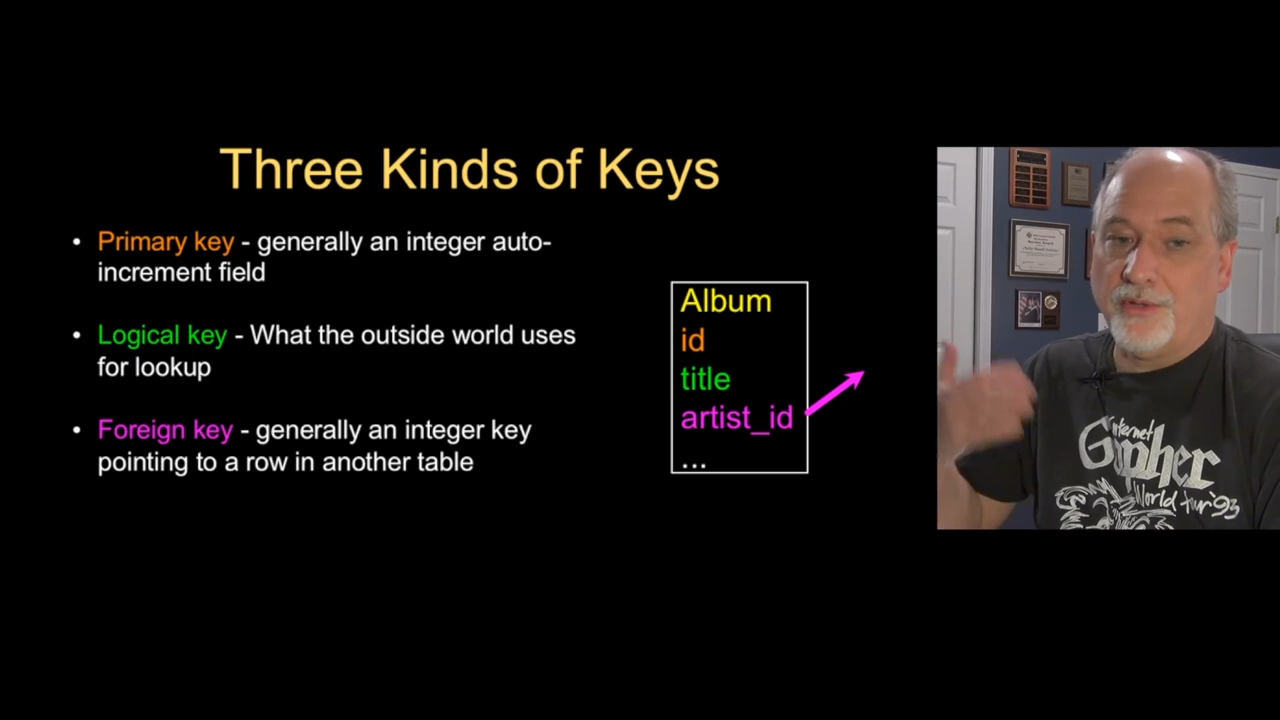 Three Kinds of Keys
• Primary key - generally an integer auto-
increment field
• Logical key - What the outside world uses
for lookup
• Foreign key - generally an integer key
pointing to a row in another table
Album
id
title
artist_id
...
Internet
Gopher
World tur'93